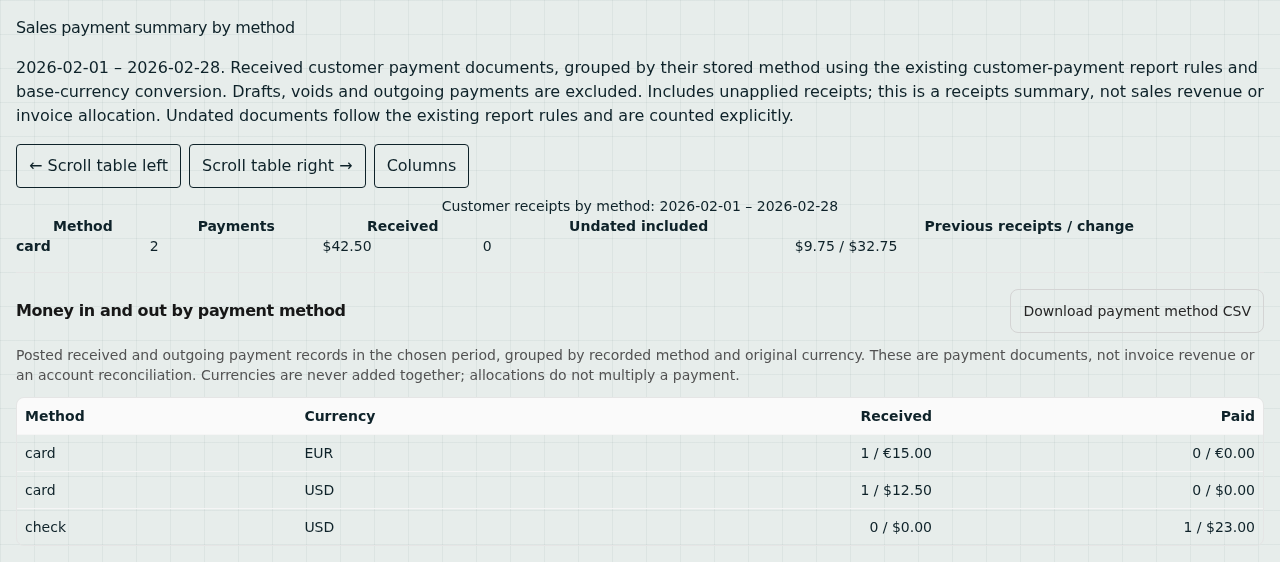 Sales payment summary by method
2026-02-01 – 2026-02-28. Received customer payment documents, grouped by their stored method using the existing customer-payment report rules and
base-currency conversion. Drafts, voids and outgoing payments are excluded. Includes unapplied receipts; this is a receipts summary, not sales revenue or
invoice allocation. Undated documents follow the existing report rules and are counted explicitly.
← Scroll table left Scroll table right → Columns
Customer receipts by method: 2026-02-01 – 2026-02-28
Method Payments Received Undated included Previous receipts / change
card 2 $42.50 0 $9.75 / $32.75
Money in and out by payment method Download payment method CSV
Posted received and outgoing payment records in the chosen period, grouped by recorded method and original currency. These are payment documents, not invoice revenue or
an account reconciliation. Currencies are never added together; allocations do not multiply a payment.
Method Currency Received Paid
card EUR 1 / €15.00 0 / €0.00
card USD 1 / $12.50 0 / $0.00
check USD 0 / $0.00 1 / $23.00